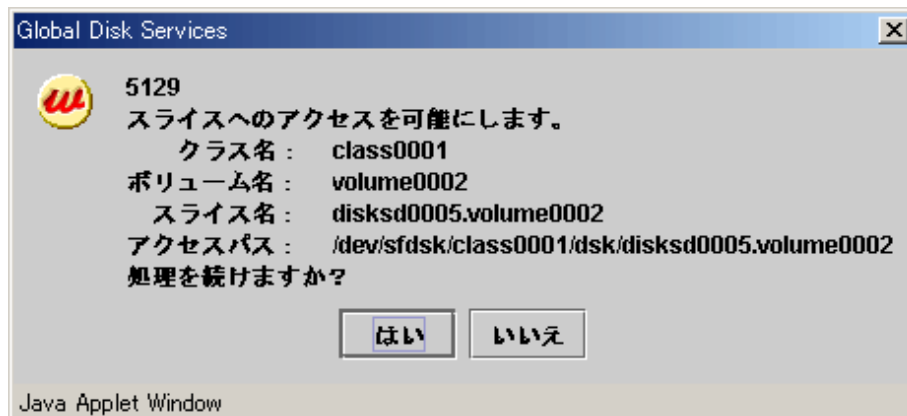 Global Disk Services
5129
スライスへのアクセスを可能にします。
クラス名： class0001
ボリューム名： volume0002
スライス名： disksd0005.volume0002
アクセスパス： /dev/sfdsk/class0001/dsk/disksd0005.volume0002
処理を続けますか？
はい いいえ
Java Applet Window